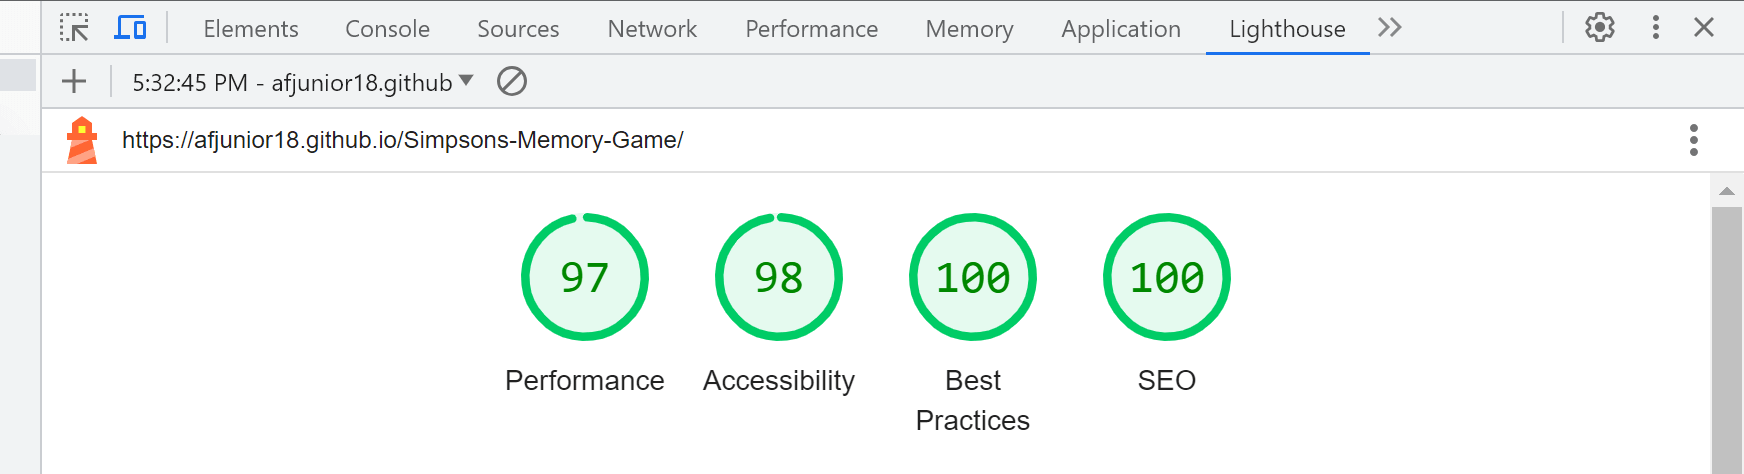 Elements Console Sources Network Performance Memory Application Lighthouse
5:32:45 PM - afjunior18.github
https://afjunior18.github.io/Simpsons-Memory-Game/
97 98 100 100
Performance Accessibility Best SEO
Practices